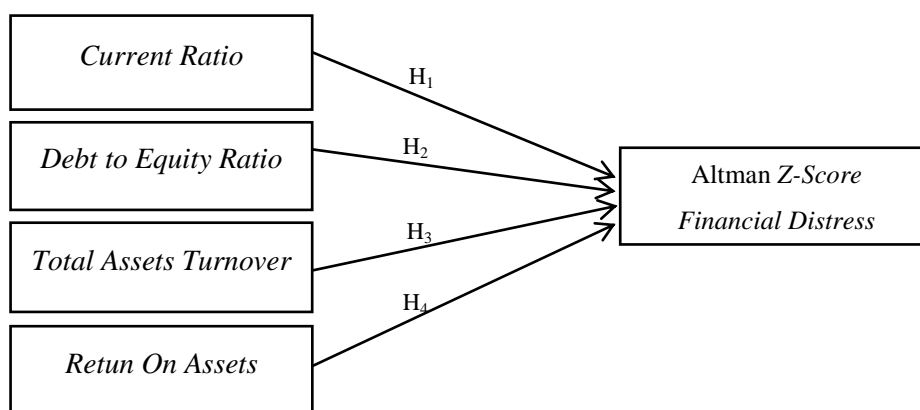 Current Ratio
H1
Debt to Equity Ratio
H2
Altman Z-Score
Financial Distress
Total Assets Turnover
H3
H4
Retun On Assets